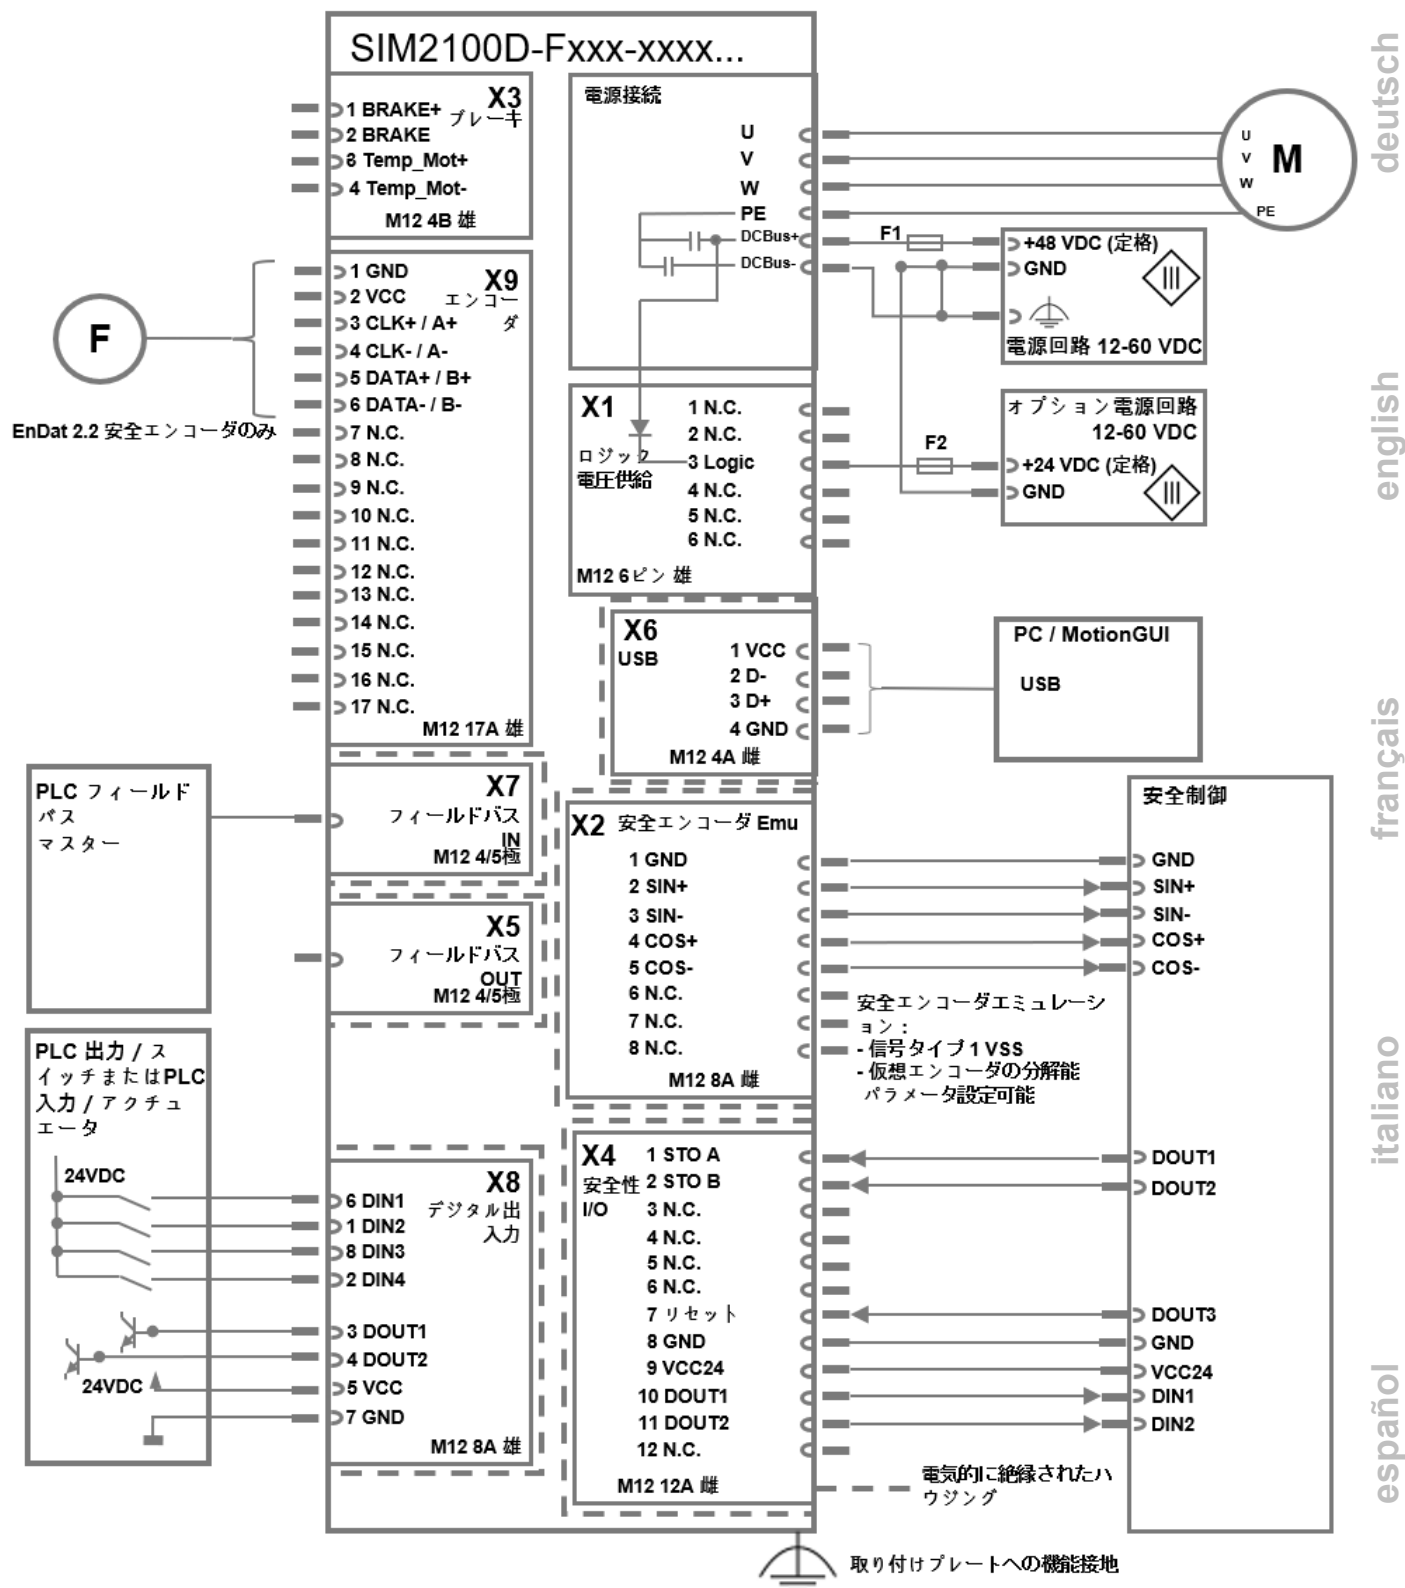 SIM2100D-Fxxx-xxxx...
X3
ブレーキ
1 BRAKE+
2 BRAKE
3 Temp_Mot+
4 Temp_Mot-
M12 4B 雄
X9
エンコー
ダ
1 GND
2 VCC
3 CLK+ / A+
4 CLK- / A-
5 DATA+ / B+
6 DATA- / B-
7 N.C.
8 N.C.
9 N.C.
10 N.C.
11 N.C.
12 N.C.
13 N.C.
14 N.C.
15 N.C.
16 N.C.
17 N.C.
M12 17A 雄
F
EnDat 2.2 安全エンコーダのみ
X7
フィールドバス
IN
M12 4/5極
PLC フィールド
バス
マスター
X5
フィールドバス
OUT
M12 4/5極
PLC 出力 / ス
イッチまたはPLC
入力 / アクチュ
エータ
24VDC
24VDC
X8
デジタル出
入力
6 DIN1
1 DIN2
8 DIN3
2 DIN4
3 DOUT1
4 DOUT2
5 VCC
7 GND
M12 8A 雄
電源接続
U
V
W
PE
DCBus+
DCBus-
U
V
W
PE
M
F1
+48 VDC (定格)
GND
電源回路 12-60 VDC
X1
ロジック
電圧供給
1 N.C.
2 N.C.
3 Logic
4 N.C.
5 N.C.
6 N.C.
M12 6ピン 雄
F2
オプション電源回路
12-60 VDC
+24 VDC (定格)
GND
X6
USB
1 VCC
2 D-
3 D+
4 GND
M12 4A 雌
PC / MotionGUI
USB
X2 安全エンコーダ Emu
1 GND
2 SIN+
3 SIN-
4 COS+
5 COS-
6 N.C.
7 N.C.
8 N.C.
M12 8A 雌
安全エンコーダエミュレーシ
ョン：
- 信号タイプ 1 VSS
- 仮想エンコーダの分解能
パラメータ設定可能
安全制御
GND
SIN+
SIN-
COS+
COS-
DOUT1
DOUT2
DOUT3
GND
VCC24
DIN1
DIN2
X4
安全性
I/O
1 STO A
2 STO B
3 N.C.
4 N.C.
5 N.C.
6 N.C.
7 リセット
8 GND
9 VCC24
10 DOUT1
11 DOUT2
12 N.C.
M12 12A 雌
電気的に絶縁されたハ
ウジング
取り付けプレートへの機能接地
deutsch
english
français
italiano
español